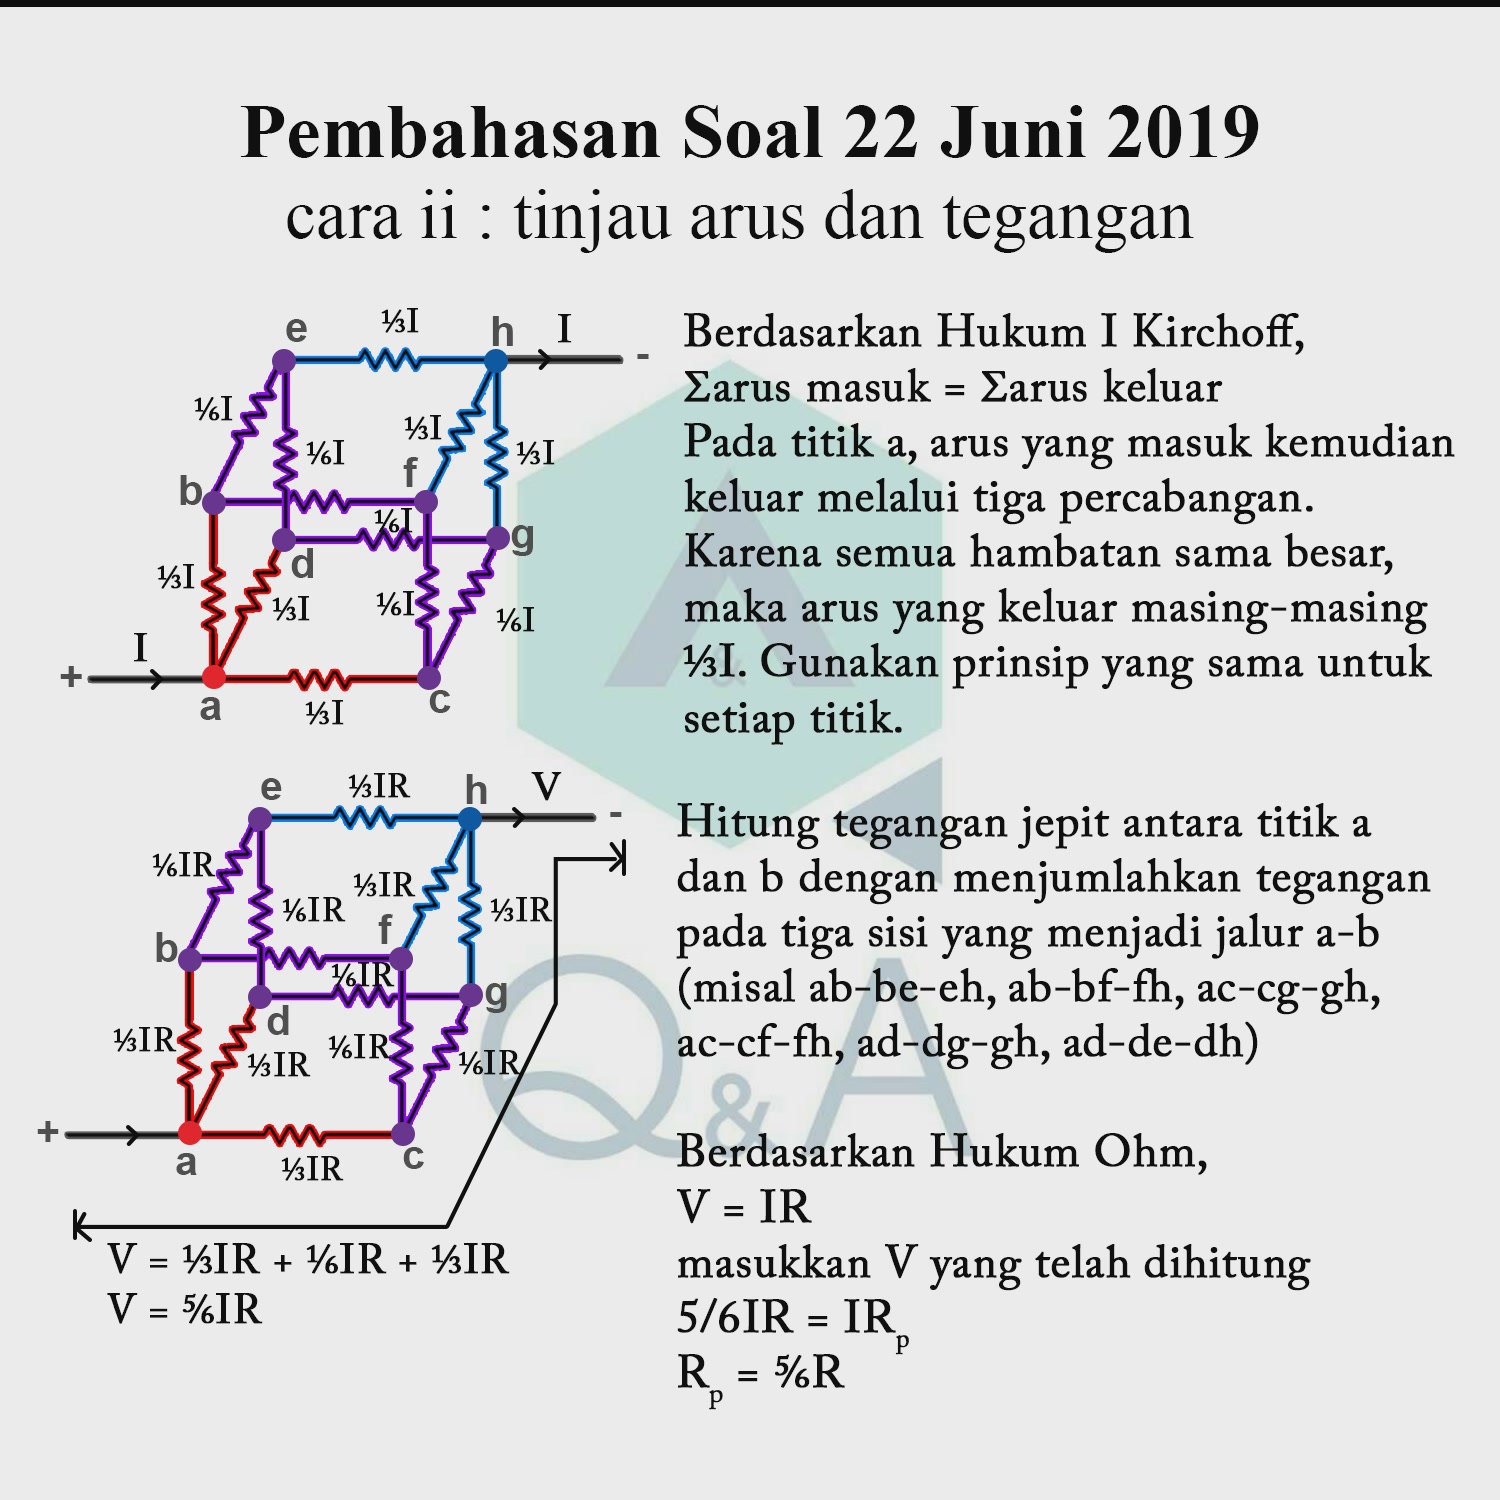 Pembahasan Soal 22 Juni 2019
cara ii : tinjau arus dan tegangan
e
⅓I
h
I
-
⅙I
⅓I
f
⅙I
⅓I
b
⅙I
g
d
⅓I
⅓I
⅙I
⅙I
I
+
a
⅓I
c
Berdasarkan Hukum I Kirchoff,
Σarus masuk = Σarus keluar
Pada titik a, arus yang masuk kemudian
keluar melalui tiga percabangan.
Karena semua hambatan sama besar,
maka arus yang keluar masing-masing
⅓I. Gunakan prinsip yang sama untuk
setiap titik.
e
⅓IR
h
V
-
⅙IR
⅓IR
⅙IR
⅓IR
f
b
⅙IR
g
d
⅓IR
⅓IR
⅙IR
⅙IR
+
a
⅓IR
c
V = ⅓IR + ⅙IR + ⅓IR
V = ⅚IR
Hitung tegangan jepit antara titik a
dan b dengan menjumlahkan tegangan
pada tiga sisi yang menjadi jalur a-b
(misal ab-be-eh, ab-bf-fh, ac-cg-gh,
ac-cf-fh, ad-dg-gh, ad-de-dh)
Berdasarkan Hukum Ohm,
V = IR
masukkan V yang telah dihitung
5/6IR = IRp
Rp = ⅚R
Q&A